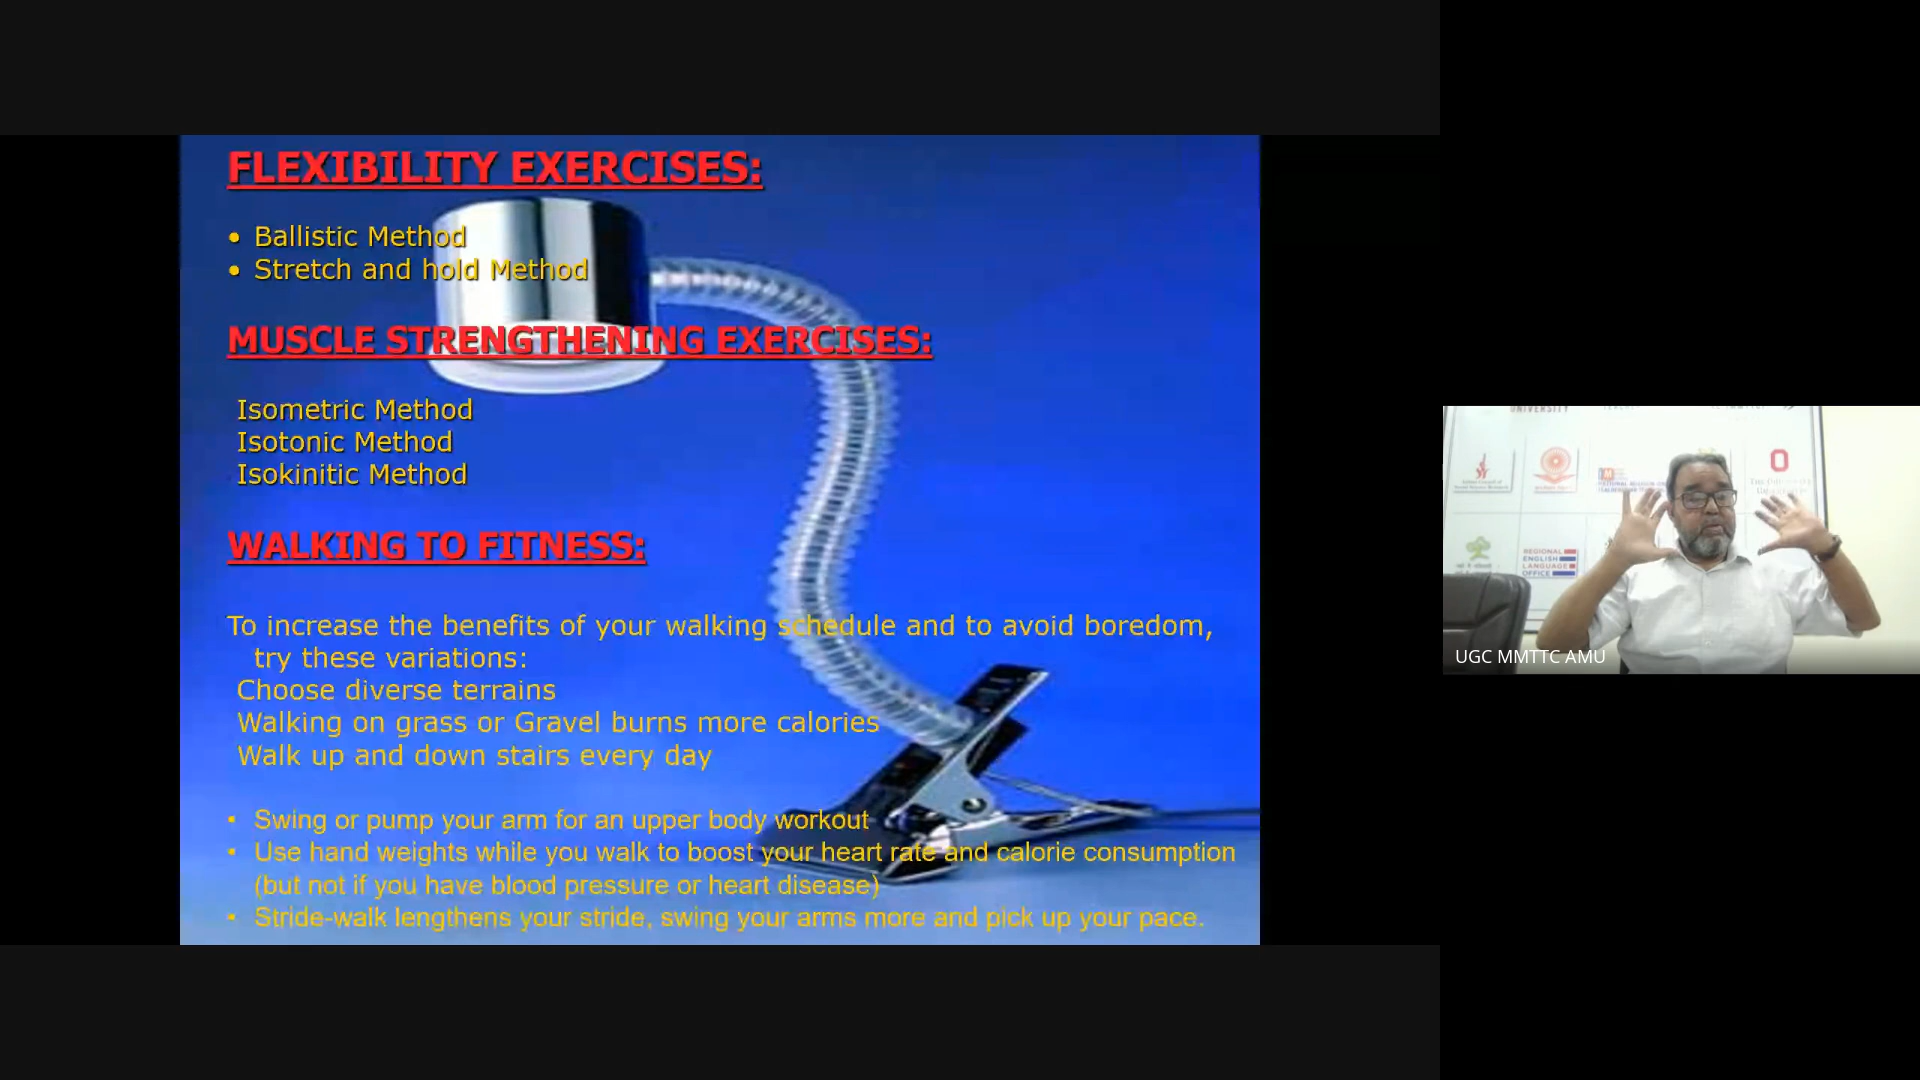 FLEXIBILITY EXERCISES:
• Ballistic Method
• Stretch and hold Method
MUSCLE STRENGTHENING EXERCISES:
Isometric Method
Isotonic Method
Isokinitic Method
WALKING TO FITNESS:
To increase the benefits of your walking schedule and to avoid boredom,
try these variations:
Choose diverse terrains
Walking on grass or Gravel burns more calories
Walk up and down stairs every day
• Swing or pump your arm for an upper body workout
• Use hand weights while you walk to boost your heart rate and calorie consumption
(but not if you have blood pressure or heart disease)
• Stride-walk lengthens your stride, swing your arms more and pick up your pace.
UNIVERSITY
REGIONAL
ENGLISH
LANGUAGE
OFFICE
UGC MMTTC AMU